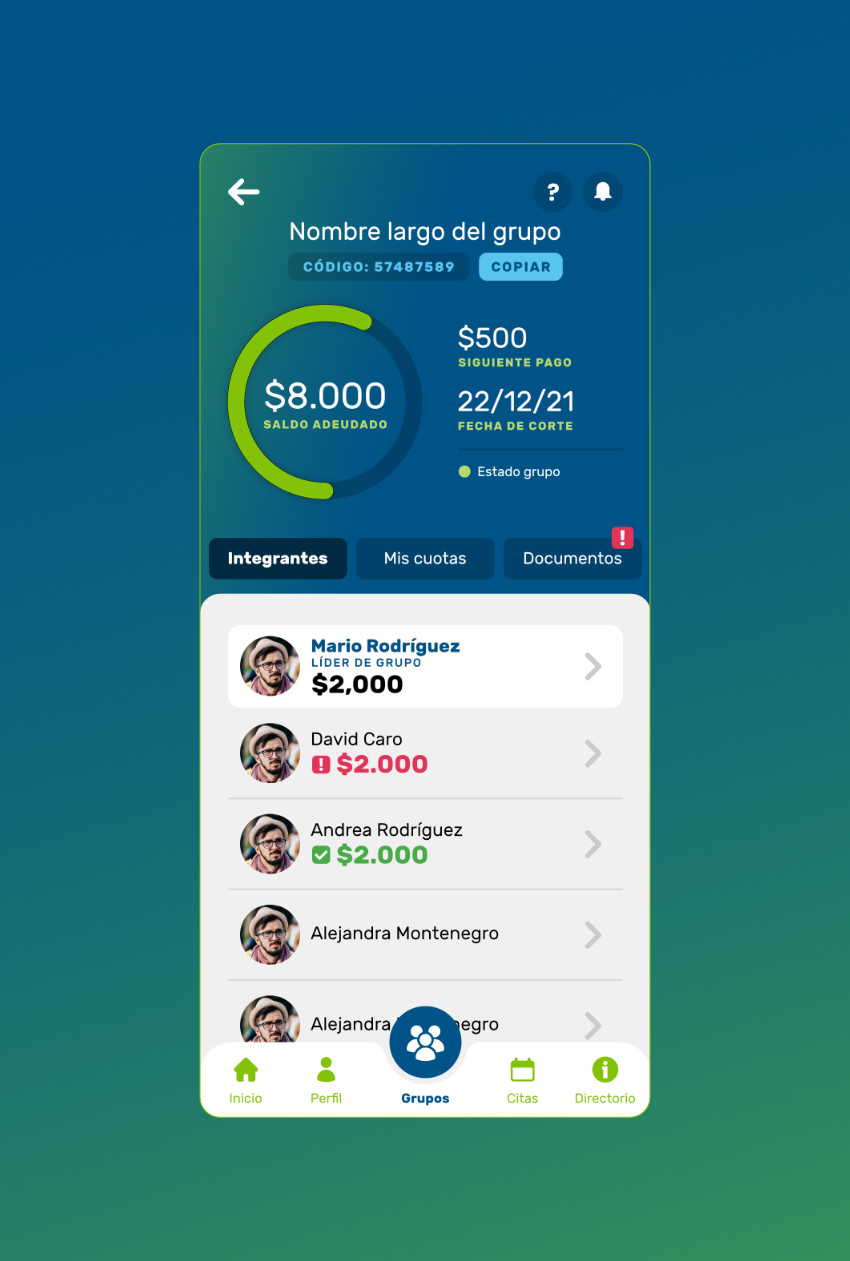 ?
Nombre largo del grupo
CÓDIGO: 57487589
COPIAR
$8.000
SALDO ADEUDADO
$500
SIGUIENTE PAGO
22/12/21
FECHA DE CORTE
Estado grupo
Integrantes
Mis cuotas
Documentos
!
Mario Rodríguez
LÍDER DE GRUPO
$2,000
David Caro
! $2.000
Andrea Rodríguez
$2.000
Alejandra Montenegro
Alejandra negro
Inicio
Perfil
Grupos
Citas
Directorio